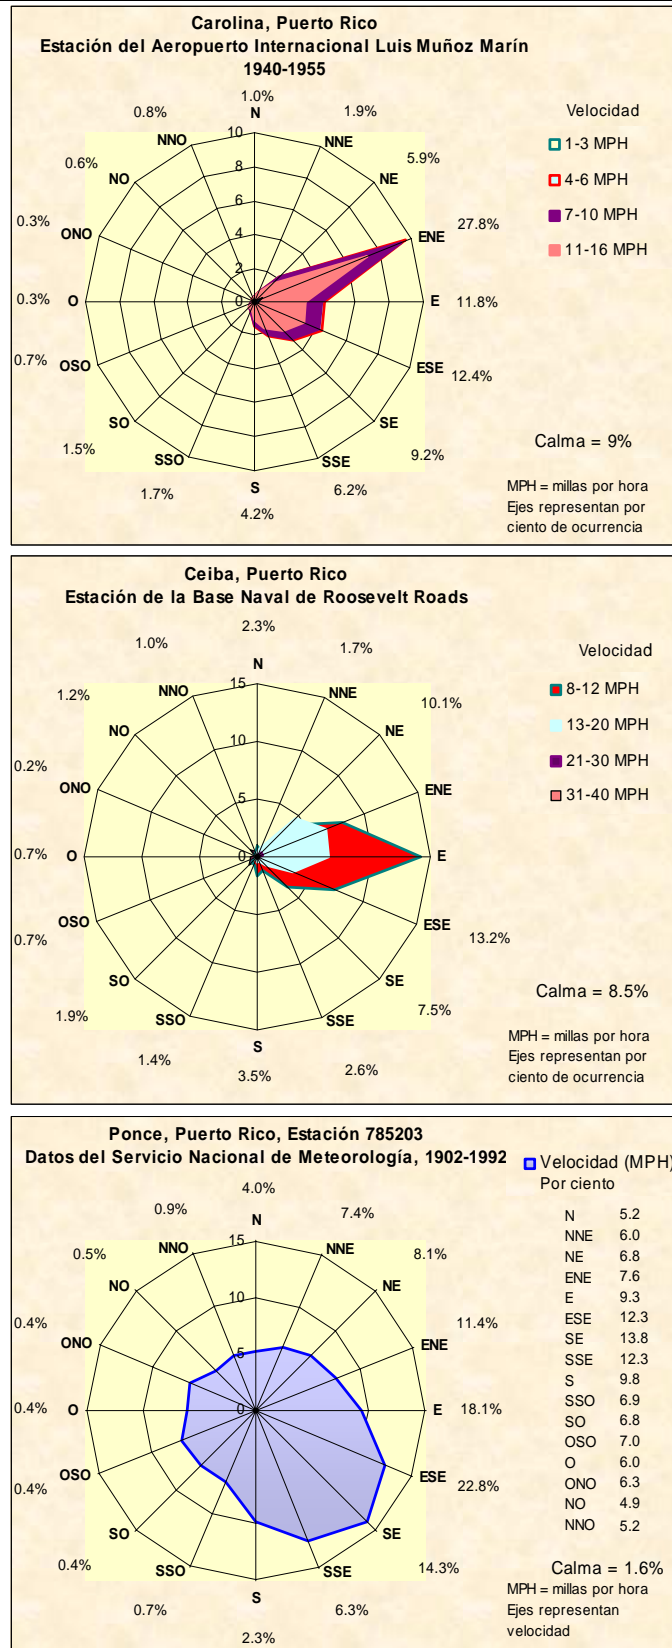 Carolina, Puerto Rico
Estación del Aeropuerto Internacional Luis Muñoz Marín
1940-1955
1.0%
0.8%
1.9%
N
NNO
NNE
0.6%
5.9%
NO
NE
0.3%
27.8%
ONO
ENE
0.3%
O
E
11.8%
0.7%
OSO
ESE
12.4%
SO
SE
1.5%
9.2%
SSO
SSE
1.7%
S
6.2%
4.2%
10
8
6
4
2
0
Velocidad
1-3 MPH
4-6 MPH
7-10 MPH
11-16 MPH
Calma = 9%
MPH = millas por hora
Ejes representan por
ciento de ocurrencia
Ceiba, Puerto Rico
Estación de la Base Naval de Roosevelt Roads
2.3%
1.0%
1.7%
N
NNO
NNE
1.2%
10.1%
NO
NE
0.2%
ONO
ENE
0.7%
O
E
0.7%
OSO
ESE
13.2%
SO
SE
1.9%
7.5%
SSO
SSE
1.4%
S
2.6%
3.5%
15
10
5
0
Velocidad
8-12 MPH
13-20 MPH
21-30 MPH
31-40 MPH
Calma = 8.5%
MPH = millas por hora
Ejes representan por
ciento de ocurrencia
Ponce, Puerto Rico, Estación 785203
Datos del Servicio Nacional de Meteorología, 1902-1992
4.0%
0.9%
7.4%
N
NNO
NNE
0.5%
8.1%
NO
NE
0.4%
11.4%
ONO
ENE
0.4%
O
E
18.1%
0.4%
OSO
ESE
22.8%
SO
SE
0.4%
14.3%
SSO
SSE
0.7%
S
6.3%
2.3%
15
10
5
0
Velocidad (MPH)
Por ciento
N 5.2
NNE 6.0
NE 6.8
ENE 7.6
E 9.3
ESE 12.3
SE 13.8
SSE 12.3
S 9.8
SSO 6.9
SO 6.8
OSO 7.0
O 6.0
ONO 6.3
NO 4.9
NNO 5.2
Calma = 1.6%
MPH = millas por hora
Ejes representan
velocidad